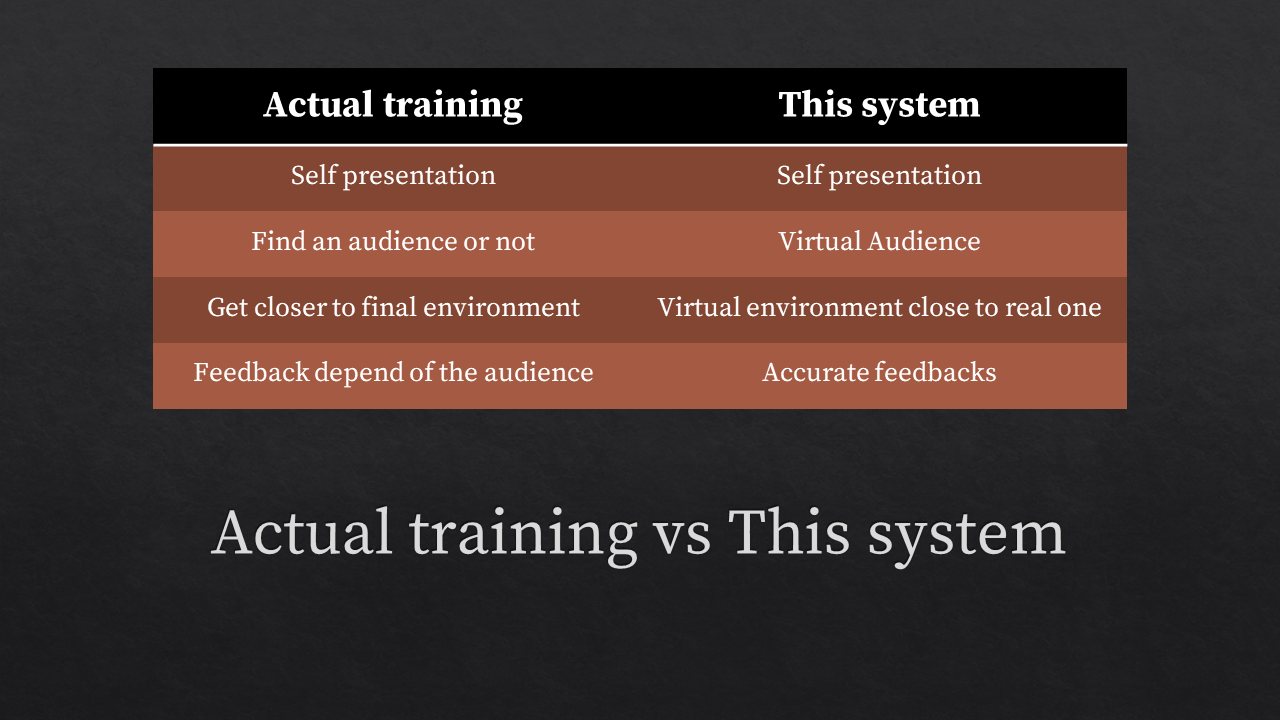 Actual training This system
Self presentation Self presentation
Find an audience or not Virtual Audience
Get closer to final environment Virtual environment close to real one
Feedback depend of the audience Accurate feedbacks
Actual training vs This system